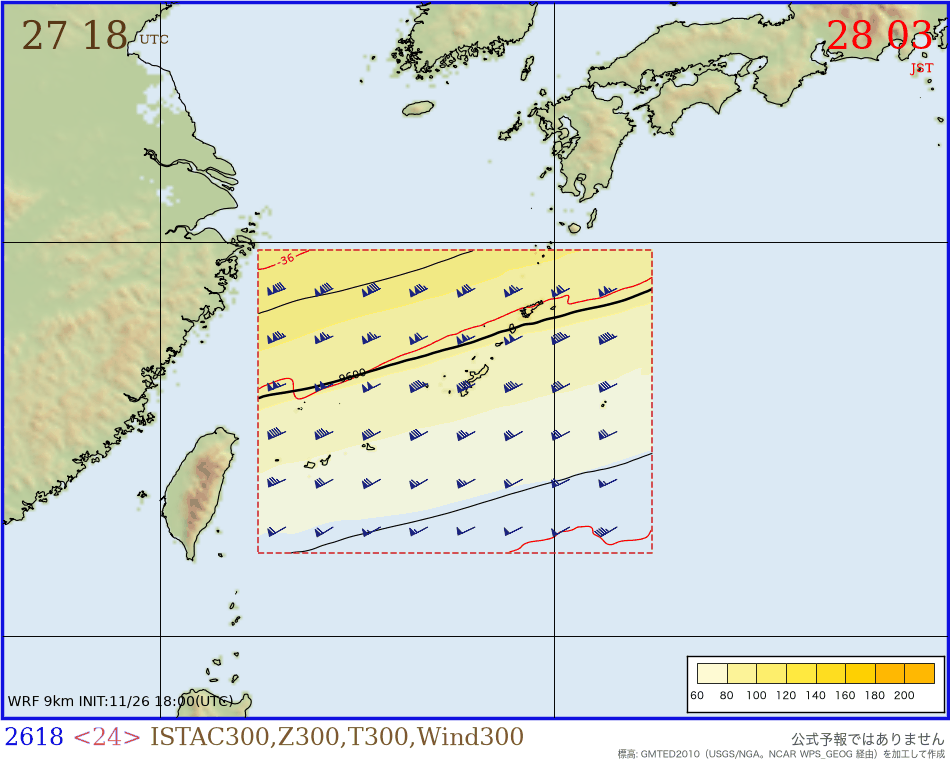 27 18 UTC
28 03
JST
-36
9600
60 80 100 120 140 160 180 200
WRF 9km INIT:11/26 18:00(UTC)
2618 <24> ISTAC300,Z300,T300,Wind300
公式予報ではありません
標高: GMTED2010（USGS/NGA。NCAR WPS_GEOG 経由）を加工して作成